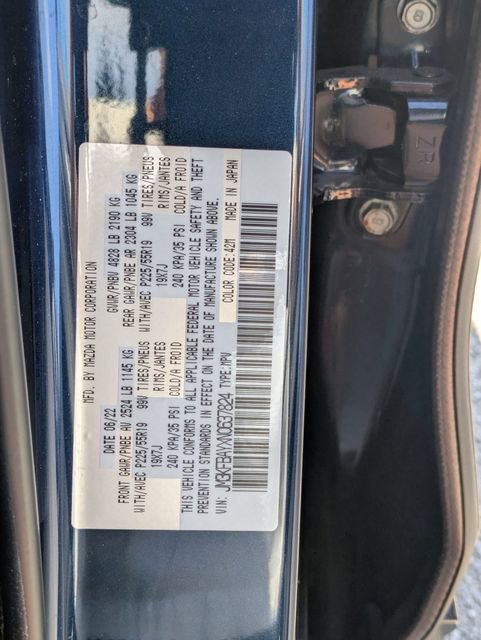 MFD. BY MAZDA MOTOR CORPORATION
DATE 06/22
GVWR/PNBV 4828 LB 2190 KG
FRONT GAWR/PNBE AV 2524 LB 1145 KG
REAR GAWR/PNBE AR 2304 LB 1045 KG
WITH/AVEC P225/55R19 99V TIRES/PNEUS
WITH/AVEC P225/55R19 99V TIRES/PNEUS
19X7J RIMS/JANTES
19X7J RIMS/JANTES
240 KPA/35 PSI COLD/A FROID
240 KPA/35 PSI COLD/A FROID
THIS VEHICLE CONFORMS TO ALL APPLICABLE FEDERAL MOTOR VEHICLE SAFETY AND THEFT
PREVENTION STANDARDS IN EFFECT ON THE DATE OF MANUFACTURE SHOWN ABOVE.
COLOR CODE:42M MADE IN JAPAN
VIN: TYPE:MPV
ZR
8